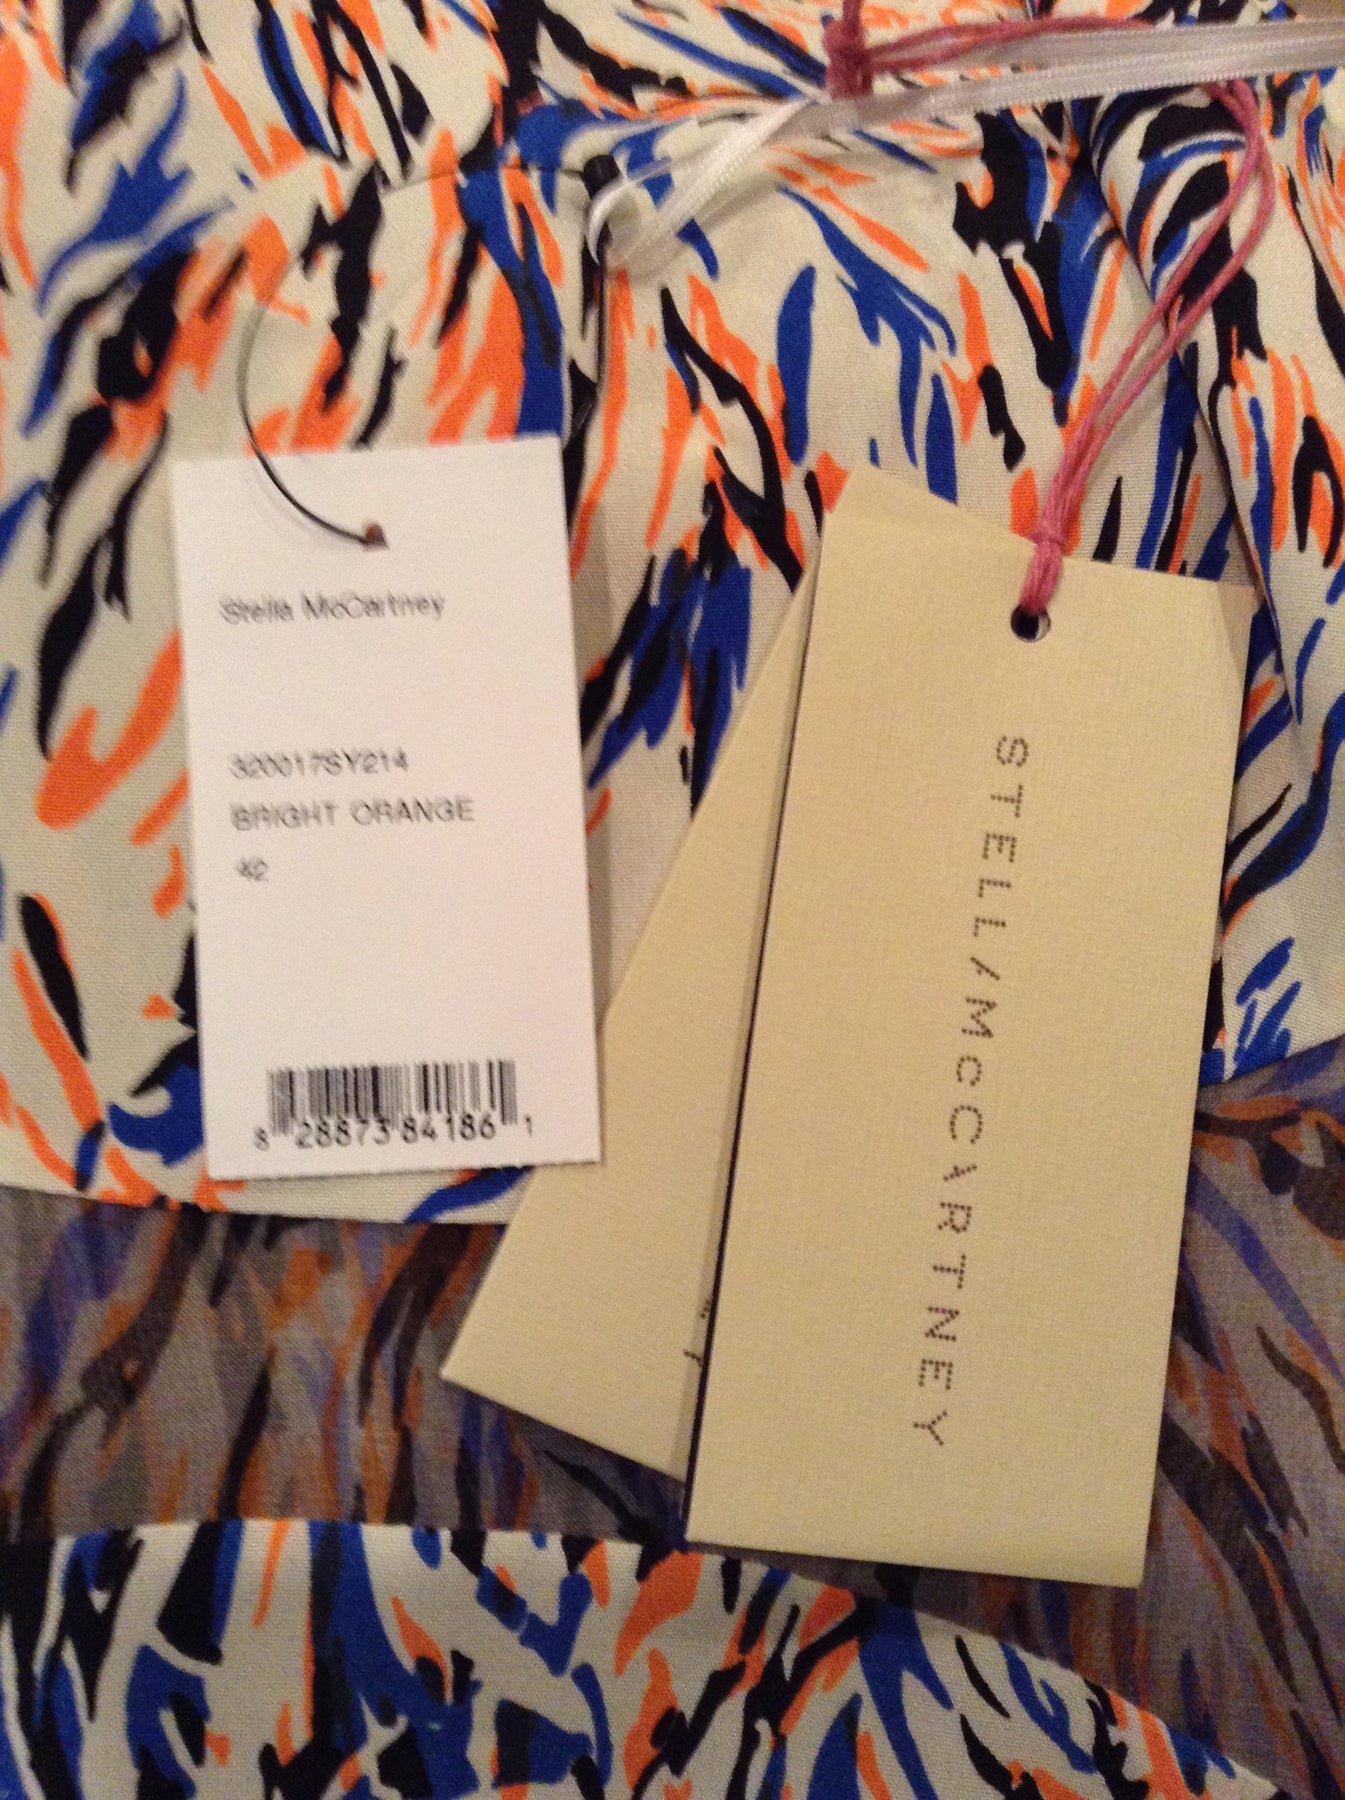 Stella McCartney
320017SY214
BRIGHT ORANGE
42
8 28873 84186 1
STELLA McCARTNEY